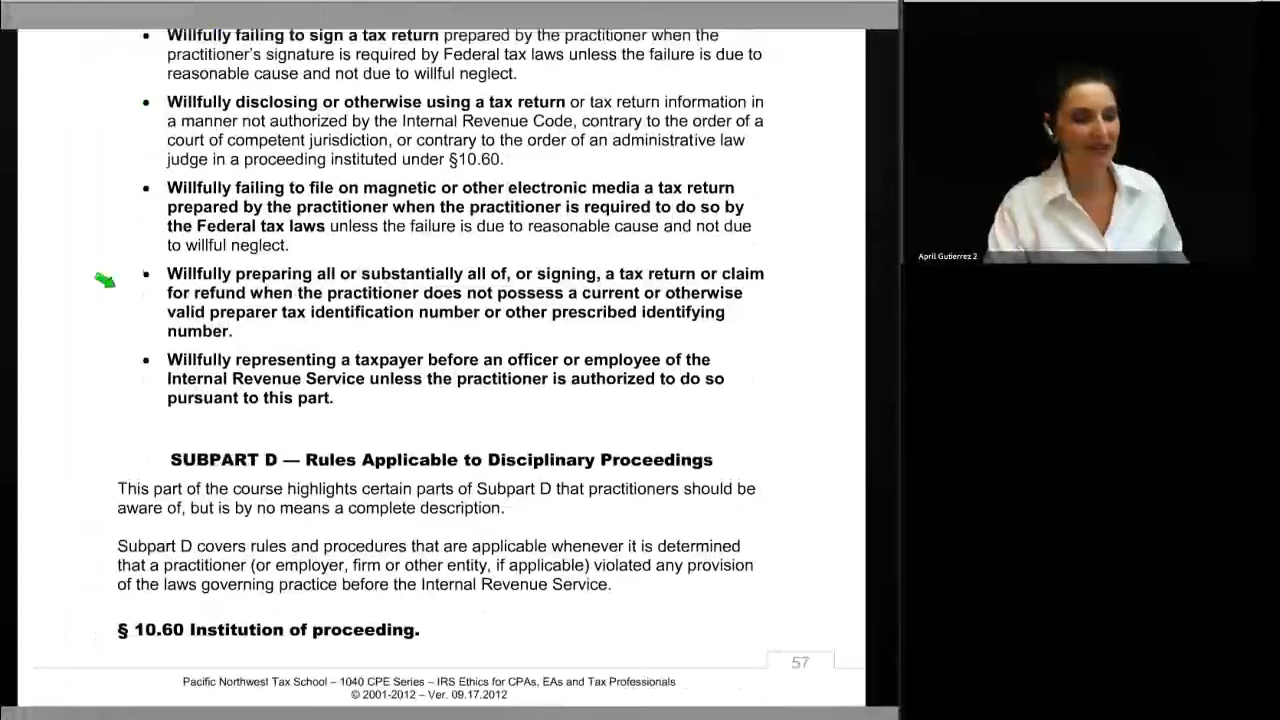 • Willfully failing to sign a tax return prepared by the practitioner when the
practitioner's signature is required by Federal tax laws unless the failure is due to
reasonable cause and not due to willful neglect.
• Willfully disclosing or otherwise using a tax return or tax return information in
a manner not authorized by the Internal Revenue Code, contrary to the order of a
court of competent jurisdiction, or contrary to the order of an administrative law
judge in a proceeding instituted under §10.60.
• Willfully failing to file on magnetic or other electronic media a tax return
prepared by the practitioner when the practitioner is required to do so by
the Federal tax laws unless the failure is due to reasonable cause and not due
to willful neglect.
• Willfully preparing all or substantially all of, or signing, a tax return or claim
for refund when the practitioner does not possess a current or otherwise
valid preparer tax identification number or other prescribed identifying
number.
• Willfully representing a taxpayer before an officer or employee of the
Internal Revenue Service unless the practitioner is authorized to do so
pursuant to this part.
SUBPART D — Rules Applicable to Disciplinary Proceedings
This part of the course highlights certain parts of Subpart D that practitioners should be
aware of, but is by no means a complete description.
Subpart D covers rules and procedures that are applicable whenever it is determined
that a practitioner (or employer, firm or other entity, if applicable) violated any provision
of the laws governing practice before the Internal Revenue Service.
§ 10.60 Institution of proceeding.
57
Pacific Northwest Tax School – 1040 CPE Series – IRS Ethics for CPAs, EAs and Tax Professionals
© 2001-2012 – Ver. 09.17.2012
April Gutierrez 2